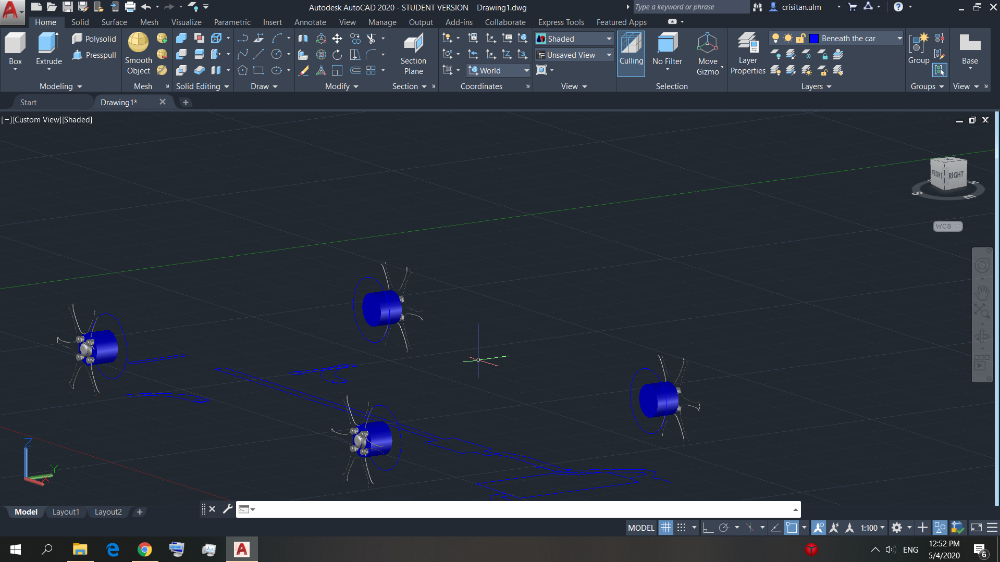 Autodesk AutoCAD 2020 - STUDENT VERSION Drawing1.dwg
Type a keyword or phrase
crisitan.ulm
Home Solid Surface Mesh Visualize Parametric Insert Annotate View Manage Output Add-ins Collaborate Express Tools Featured Apps
Box
Extrude
Polysolid
Presspull
Modeling
Smooth
Object
Mesh
Solid Editing
Draw
Modify
Section
Plane
Section
World
Coordinates
Shaded
Unsaved View
View
Culling
No Filter
Move
Gizmo
Selection
Layer
Properties
Beneath the car
Layers
Group
Groups
Base
View
Start
Drawing1*
[−][Custom View][Shaded]
FRONT
RIGHT
S
E
N
WCS
Z
Y
X
Model Layout1 Layout2
MODEL
1:100
ENG
12:52 PM
5/4/2020
6